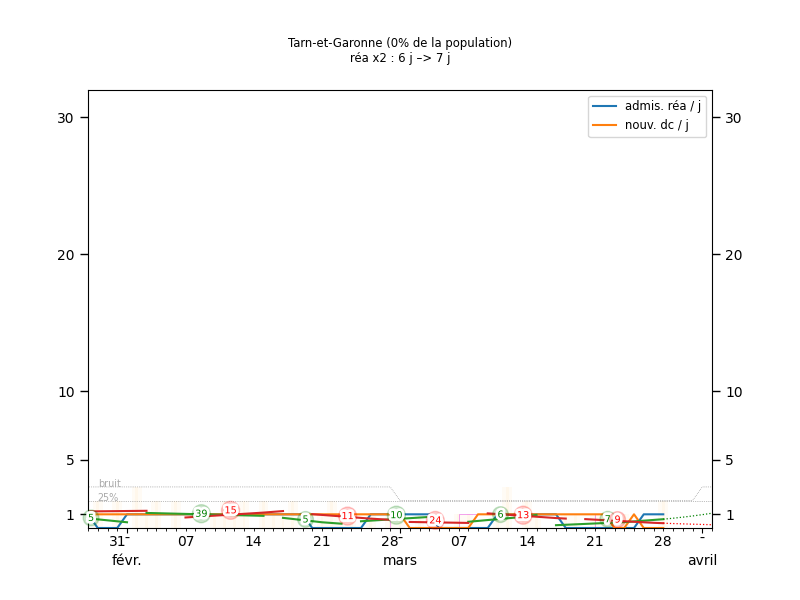 Tarn-et-Garonne (0% de la population)
réa x2 : 6 j –> 7 j
admis. réa / j
nouv. dc / j
30 30
20 20
10 10
5 5
1 1
bruit
25%
5 39 15 5 11 10 24 6 13 7 9
31- 07 14 21 28- 07 14 21 28 -
févr. mars avril